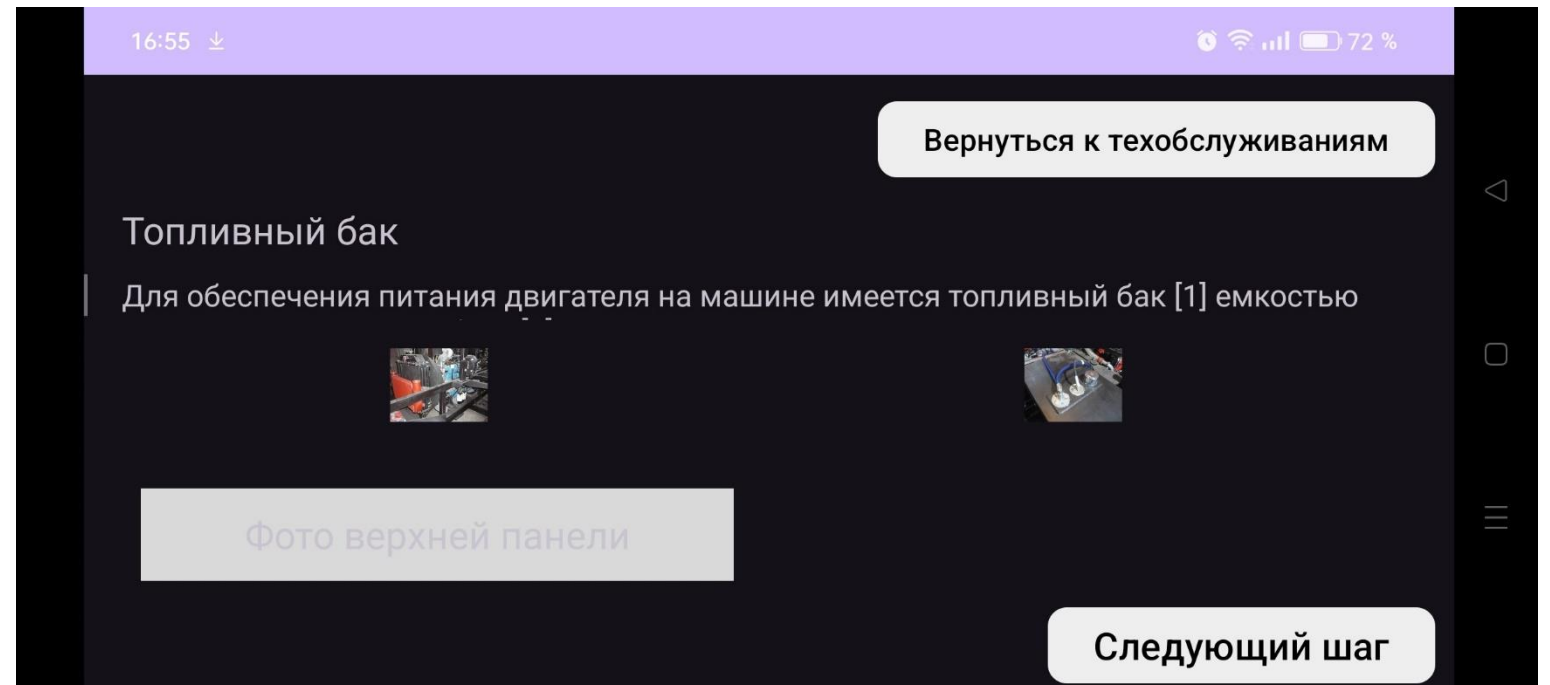 16:55
72 %
Вернуться к техобслуживаниям
Топливный бак
Для обеспечения питания двигателя на машине имеется топливный бак [1] емкостью
Фото верхней панели
Следующий шаг